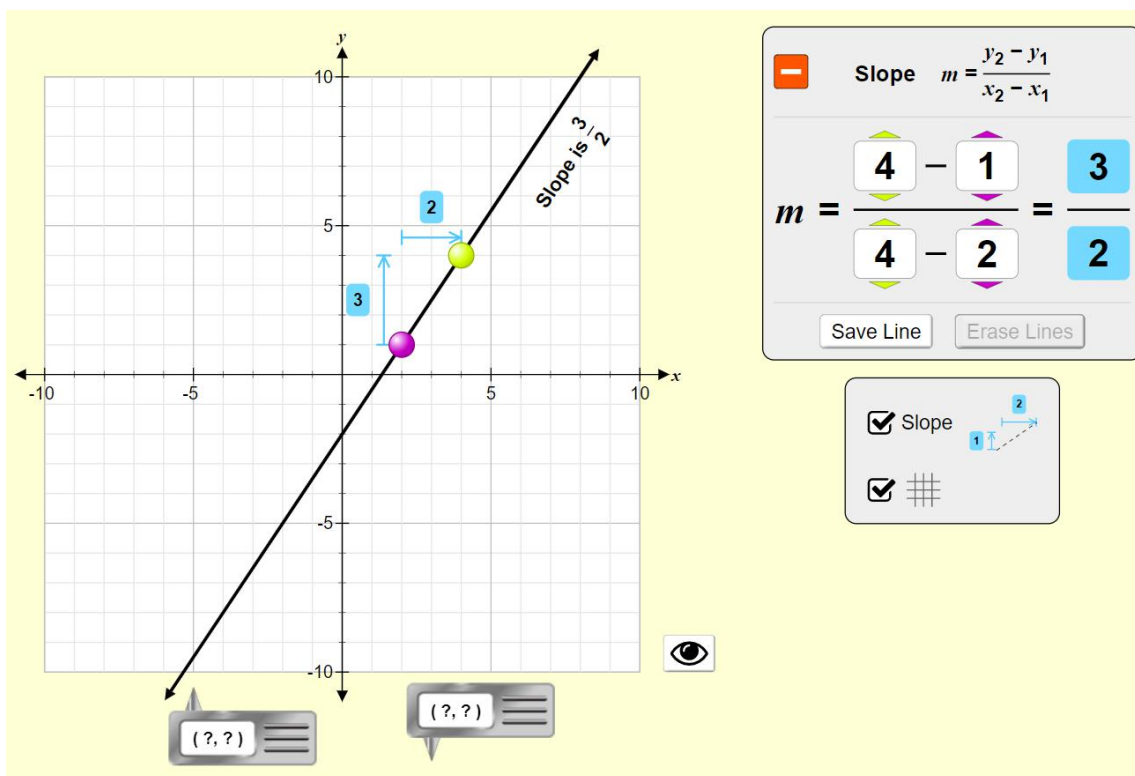 y
10
Slope is 3/2
2
5
3
-10
-5
5
10
x
-5
-10
( ?, ? )
( ?, ? )
Slope m = y2 − y1 / x2 − x1
m = 4 − 1 / 4 − 2 = 3 / 2
Save Line
Erase Lines
Slope
2
1